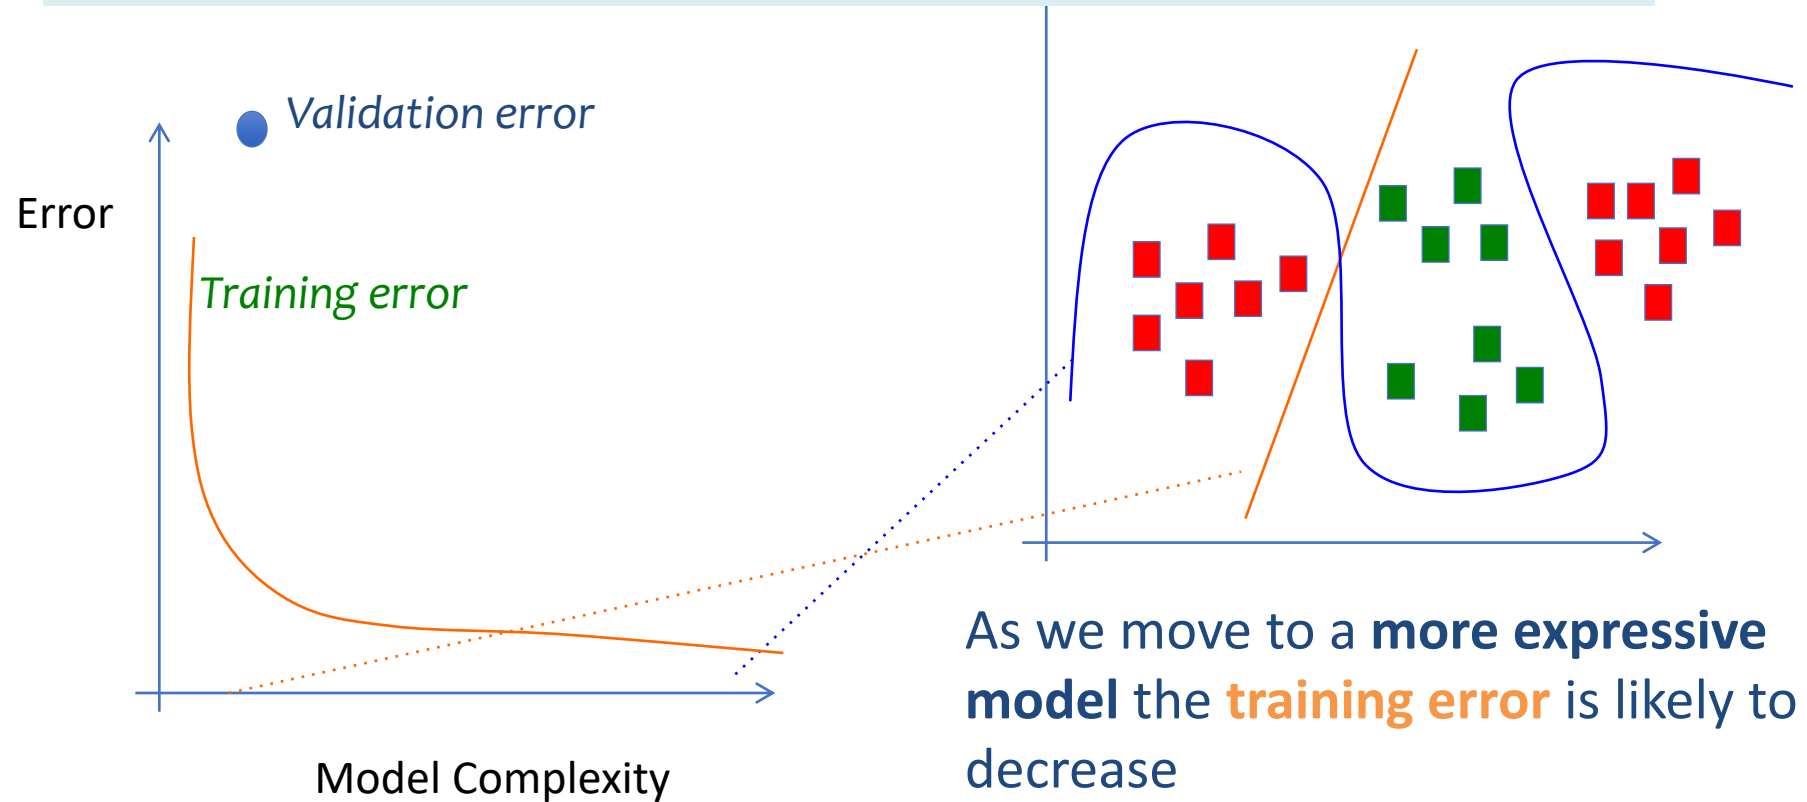 Validation error
Error
Training error
Model Complexity
As we move to a more expressive
model the training error is likely to
decrease